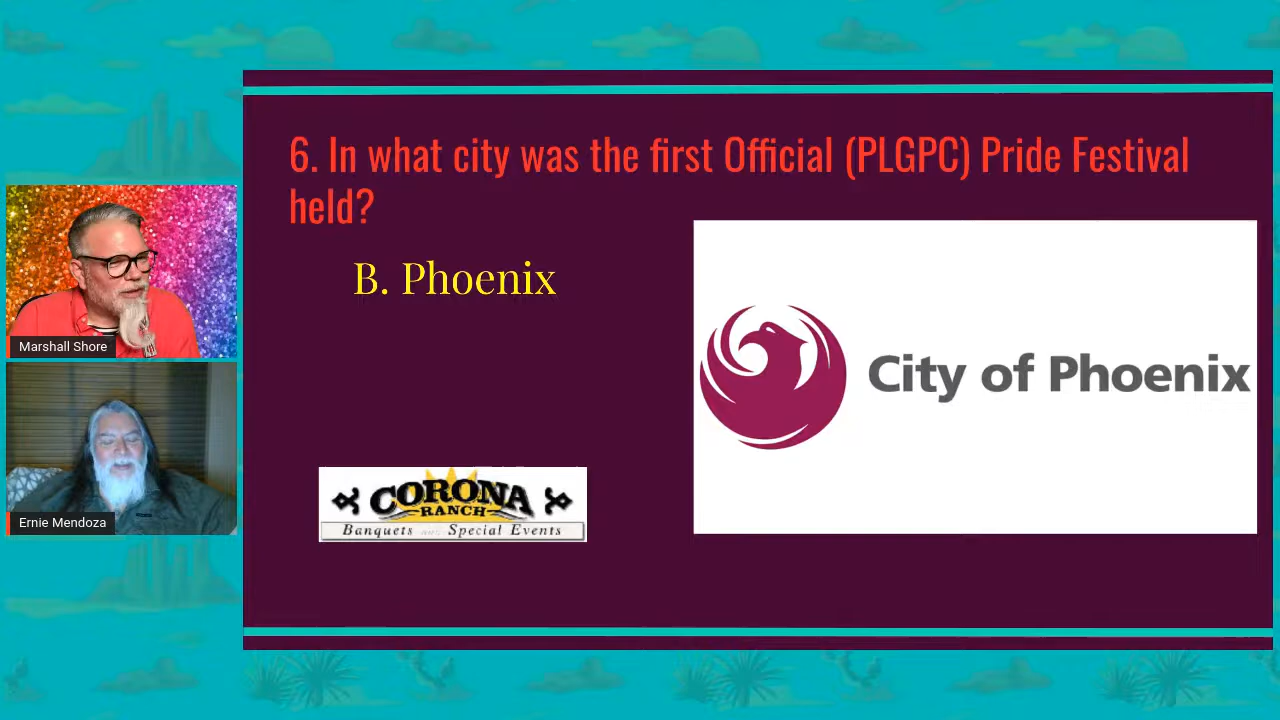 6. In what city was the first Official (PLGPC) Pride Festival
held?
B. Phoenix
City of Phoenix
Marshall Shore
CORONA
RANCH
Banquets and Special Events
Ernie Mendoza